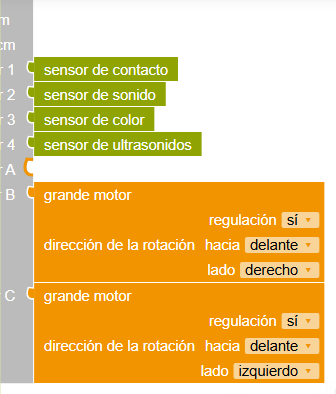 m
cm
r 1 sensor de contacto
r 2 sensor de sonido
r 3 sensor de color
r 4 sensor de ultrasonidos
r A
r B grande motor
regulación sí
dirección de la rotación hacia delante
lado derecho
C grande motor
regulación sí
dirección de la rotación hacia delante
lado izquierdo